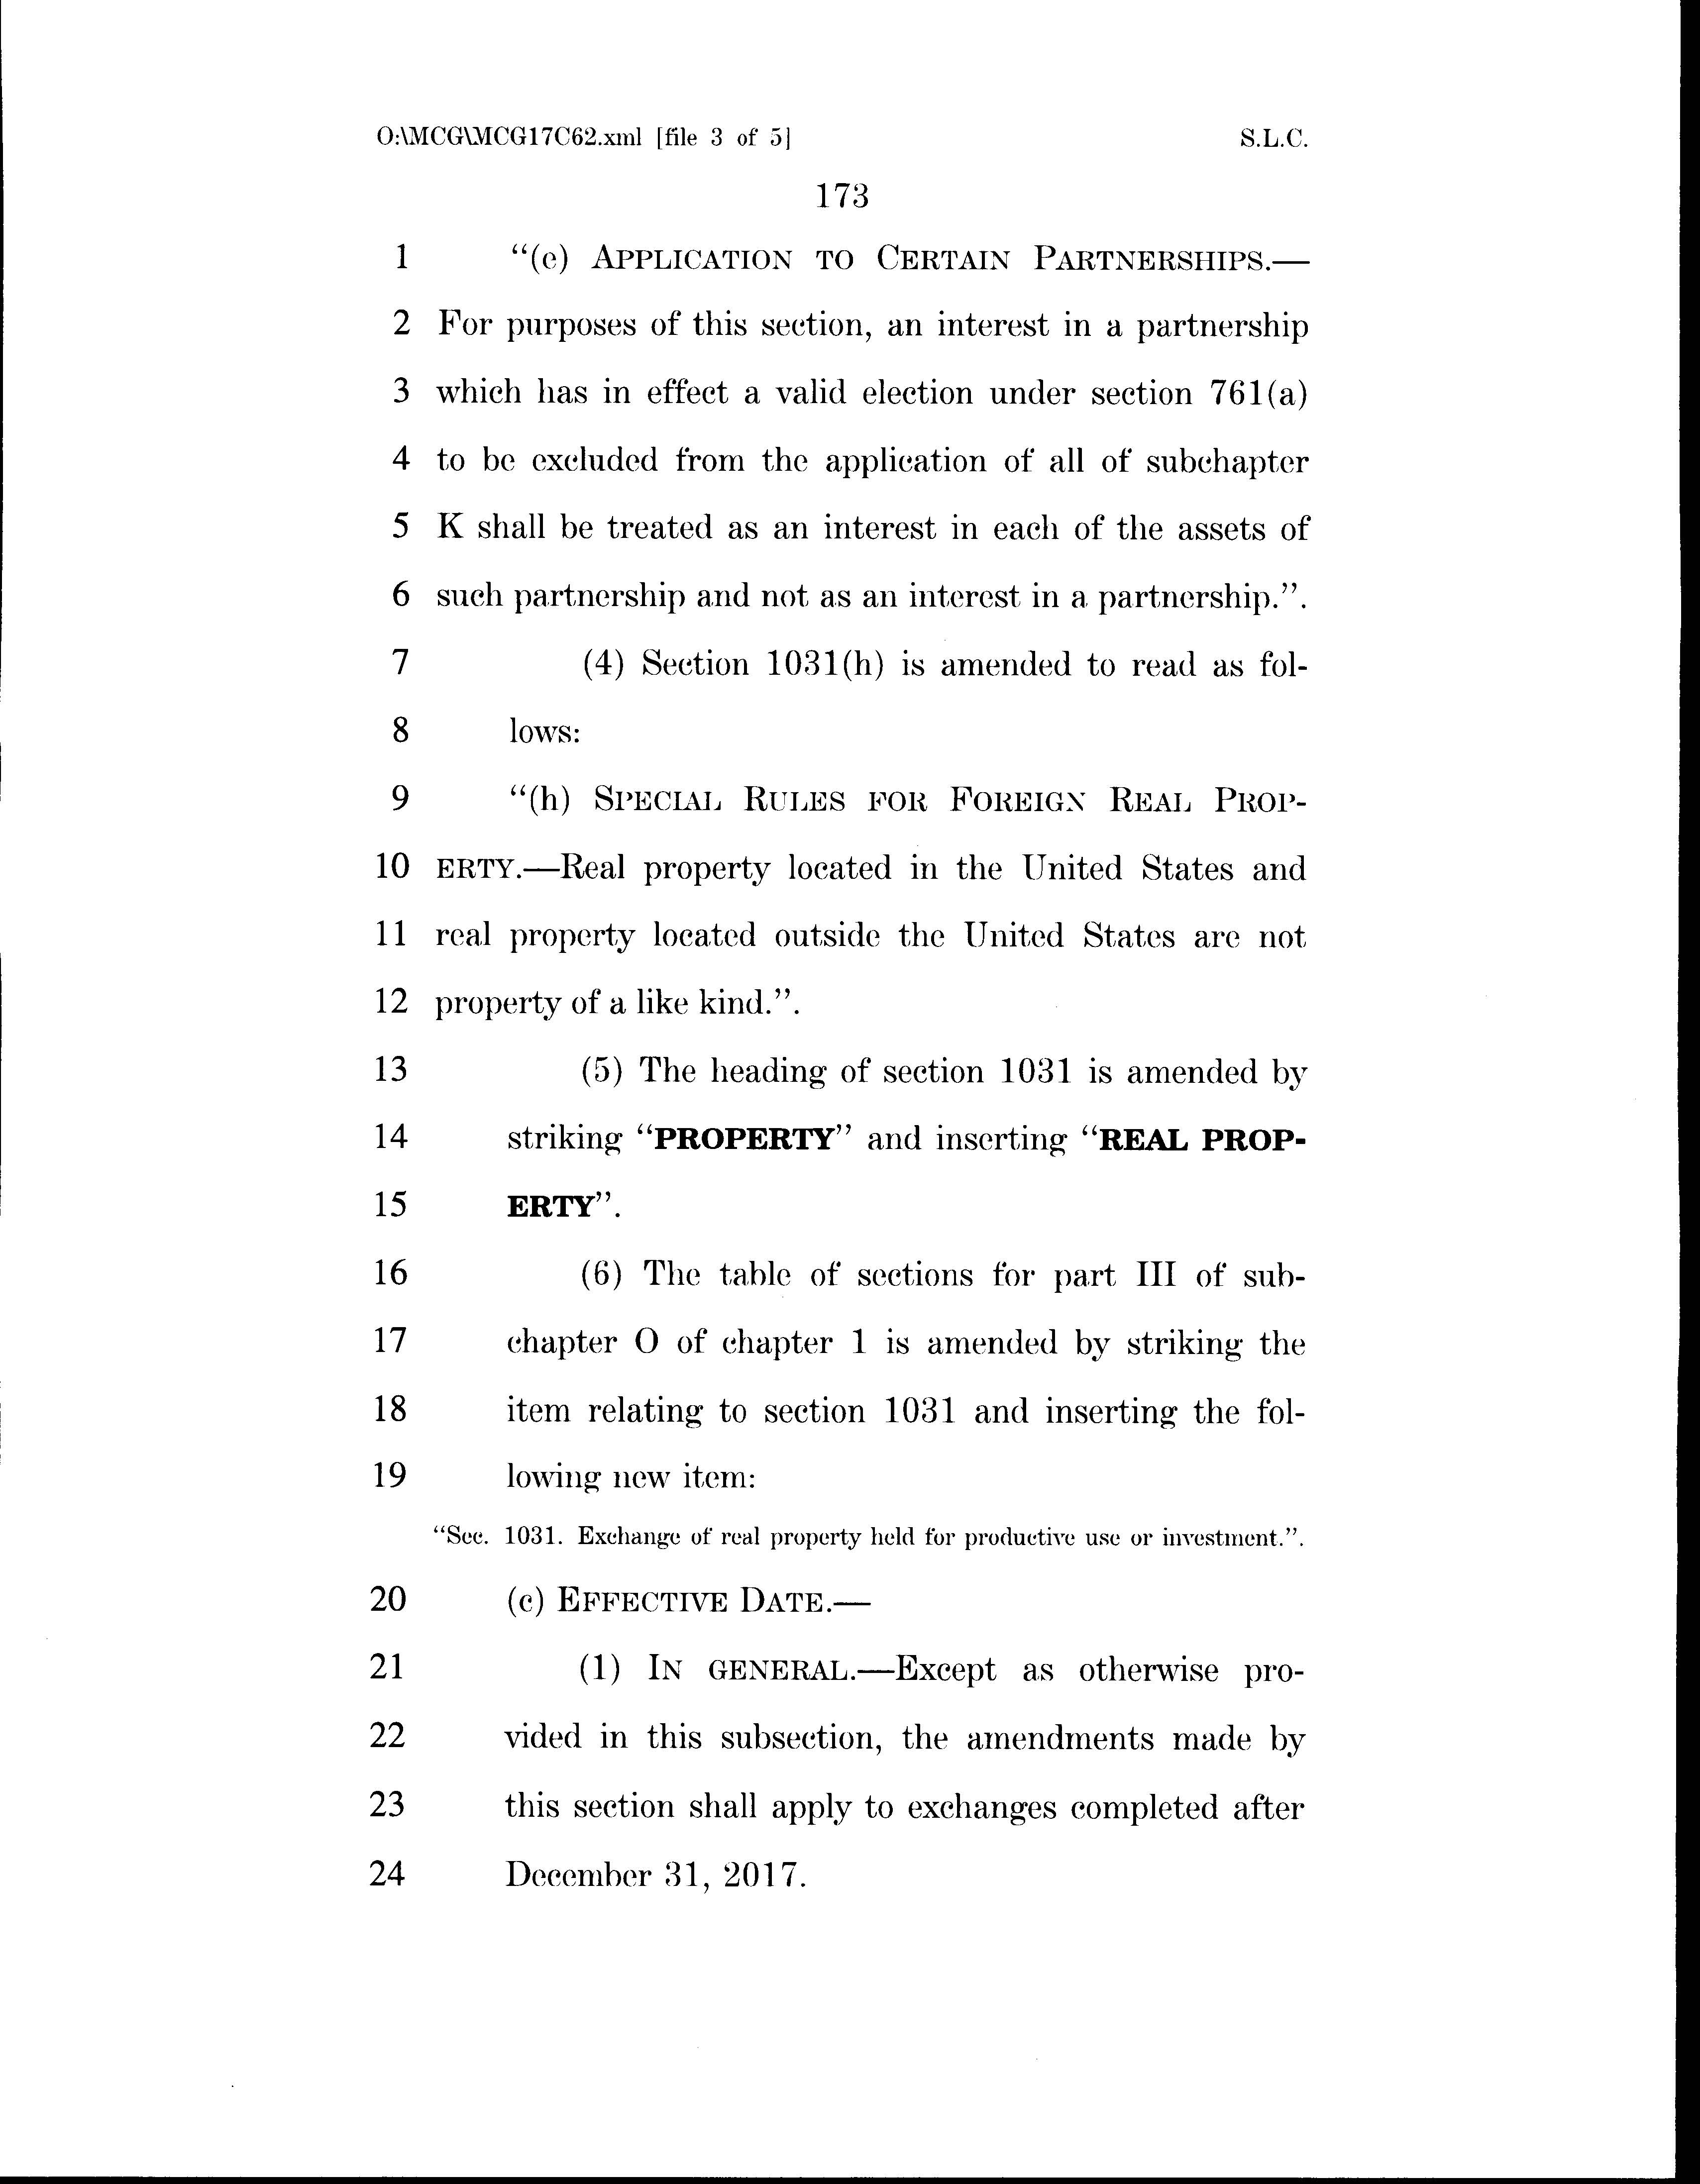 O:\MCG\MCG17C62.xml [file 3 of 5] S.L.C.
173
1 “(e) APPLICATION TO CERTAIN PARTNERSHIPS.—
2 For purposes of this section, an interest in a partnership
3 which has in effect a valid election under section 761(a)
4 to be excluded from the application of all of subchapter
5 K shall be treated as an interest in each of the assets of
6 such partnership and not as an interest in a partnership.”.
7 (4) Section 1031(h) is amended to read as fol-
8 lows:
9 “(h) SPECIAL RULES FOR FOREIGN REAL PROP-
10 ERTY.—Real property located in the United States and
11 real property located outside the United States are not
12 property of a like kind.”.
13 (5) The heading of section 1031 is amended by
14 striking “PROPERTY” and inserting “REAL PROP-
15 ERTY”.
16 (6) The table of sections for part III of sub-
17 chapter O of chapter 1 is amended by striking the
18 item relating to section 1031 and inserting the fol-
19 lowing new item:
“Sec. 1031. Exchange of real property held for productive use or investment.”.
20 (c) EFFECTIVE DATE.—
21 (1) IN GENERAL.—Except as otherwise pro-
22 vided in this subsection, the amendments made by
23 this section shall apply to exchanges completed after
24 December 31, 2017.